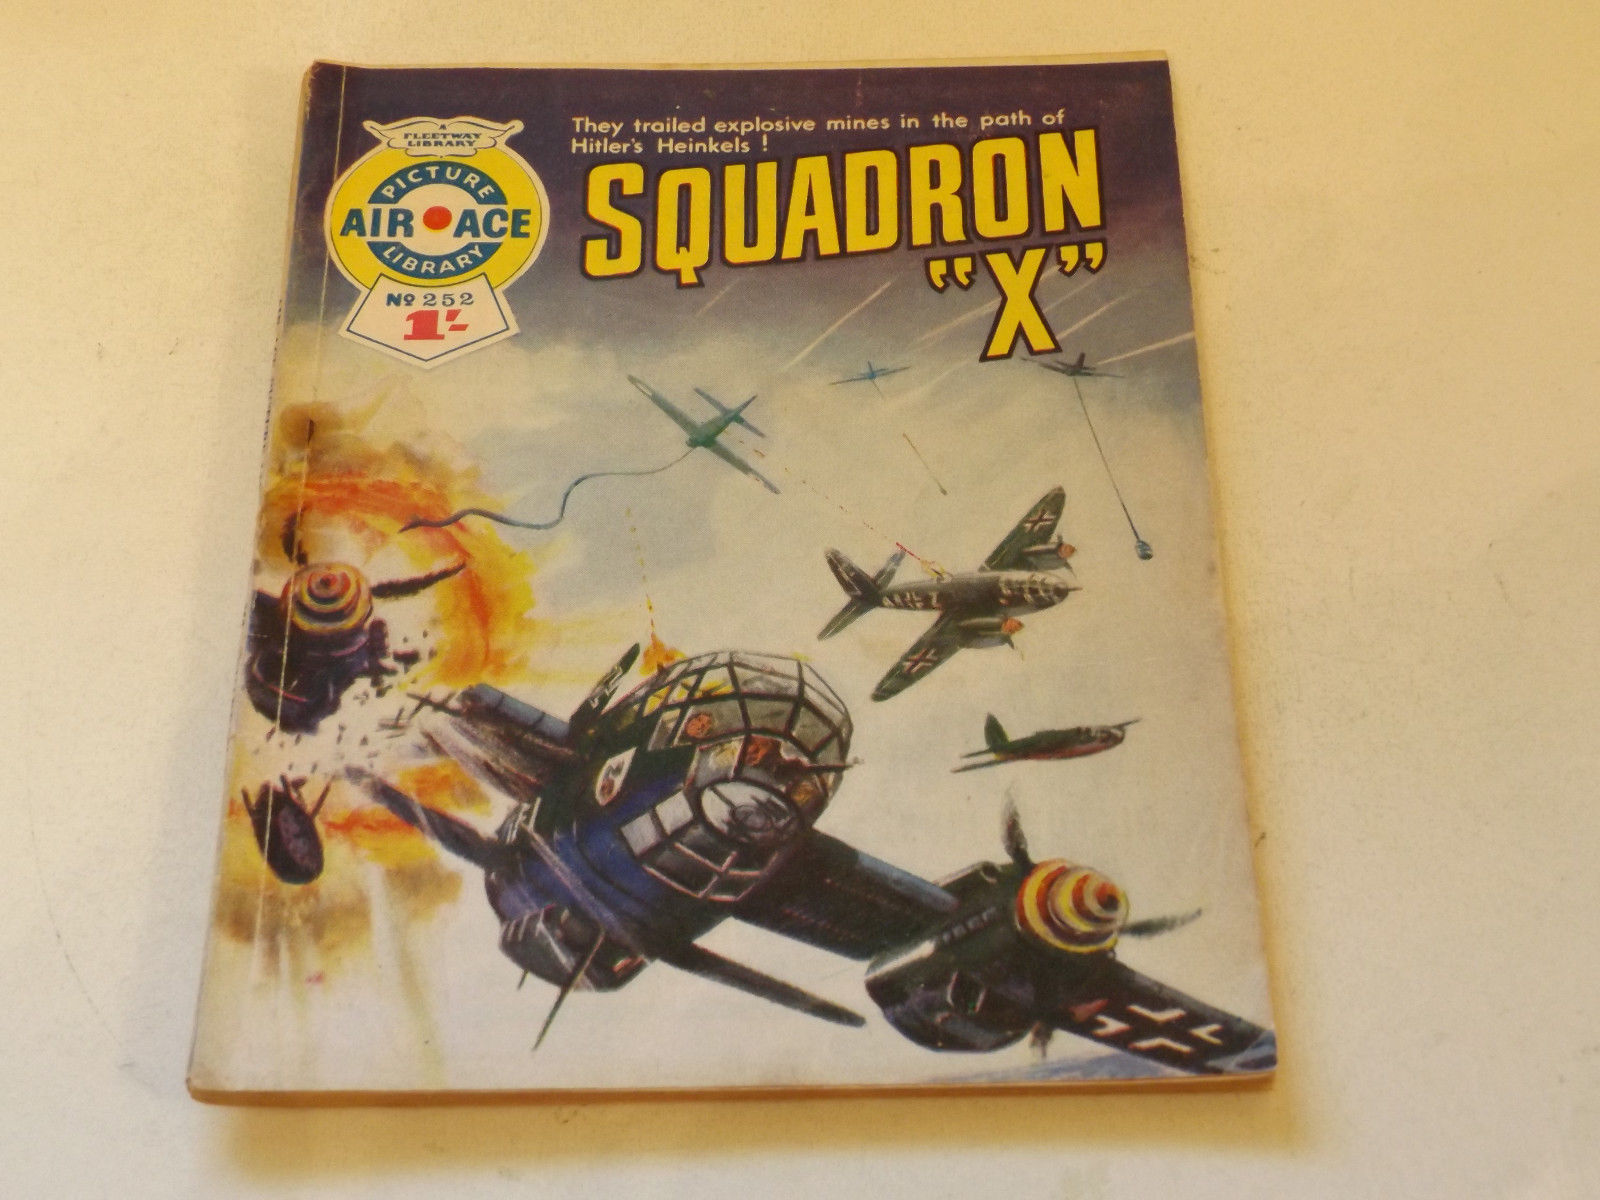 A
FLEETWAY
LIBRARY
PICTURE
AIR ACE
LIBRARY
Nº 252
1/-
They trailed explosive mines in the path of
Hitler's Heinkels !
SQUADRON
"X"